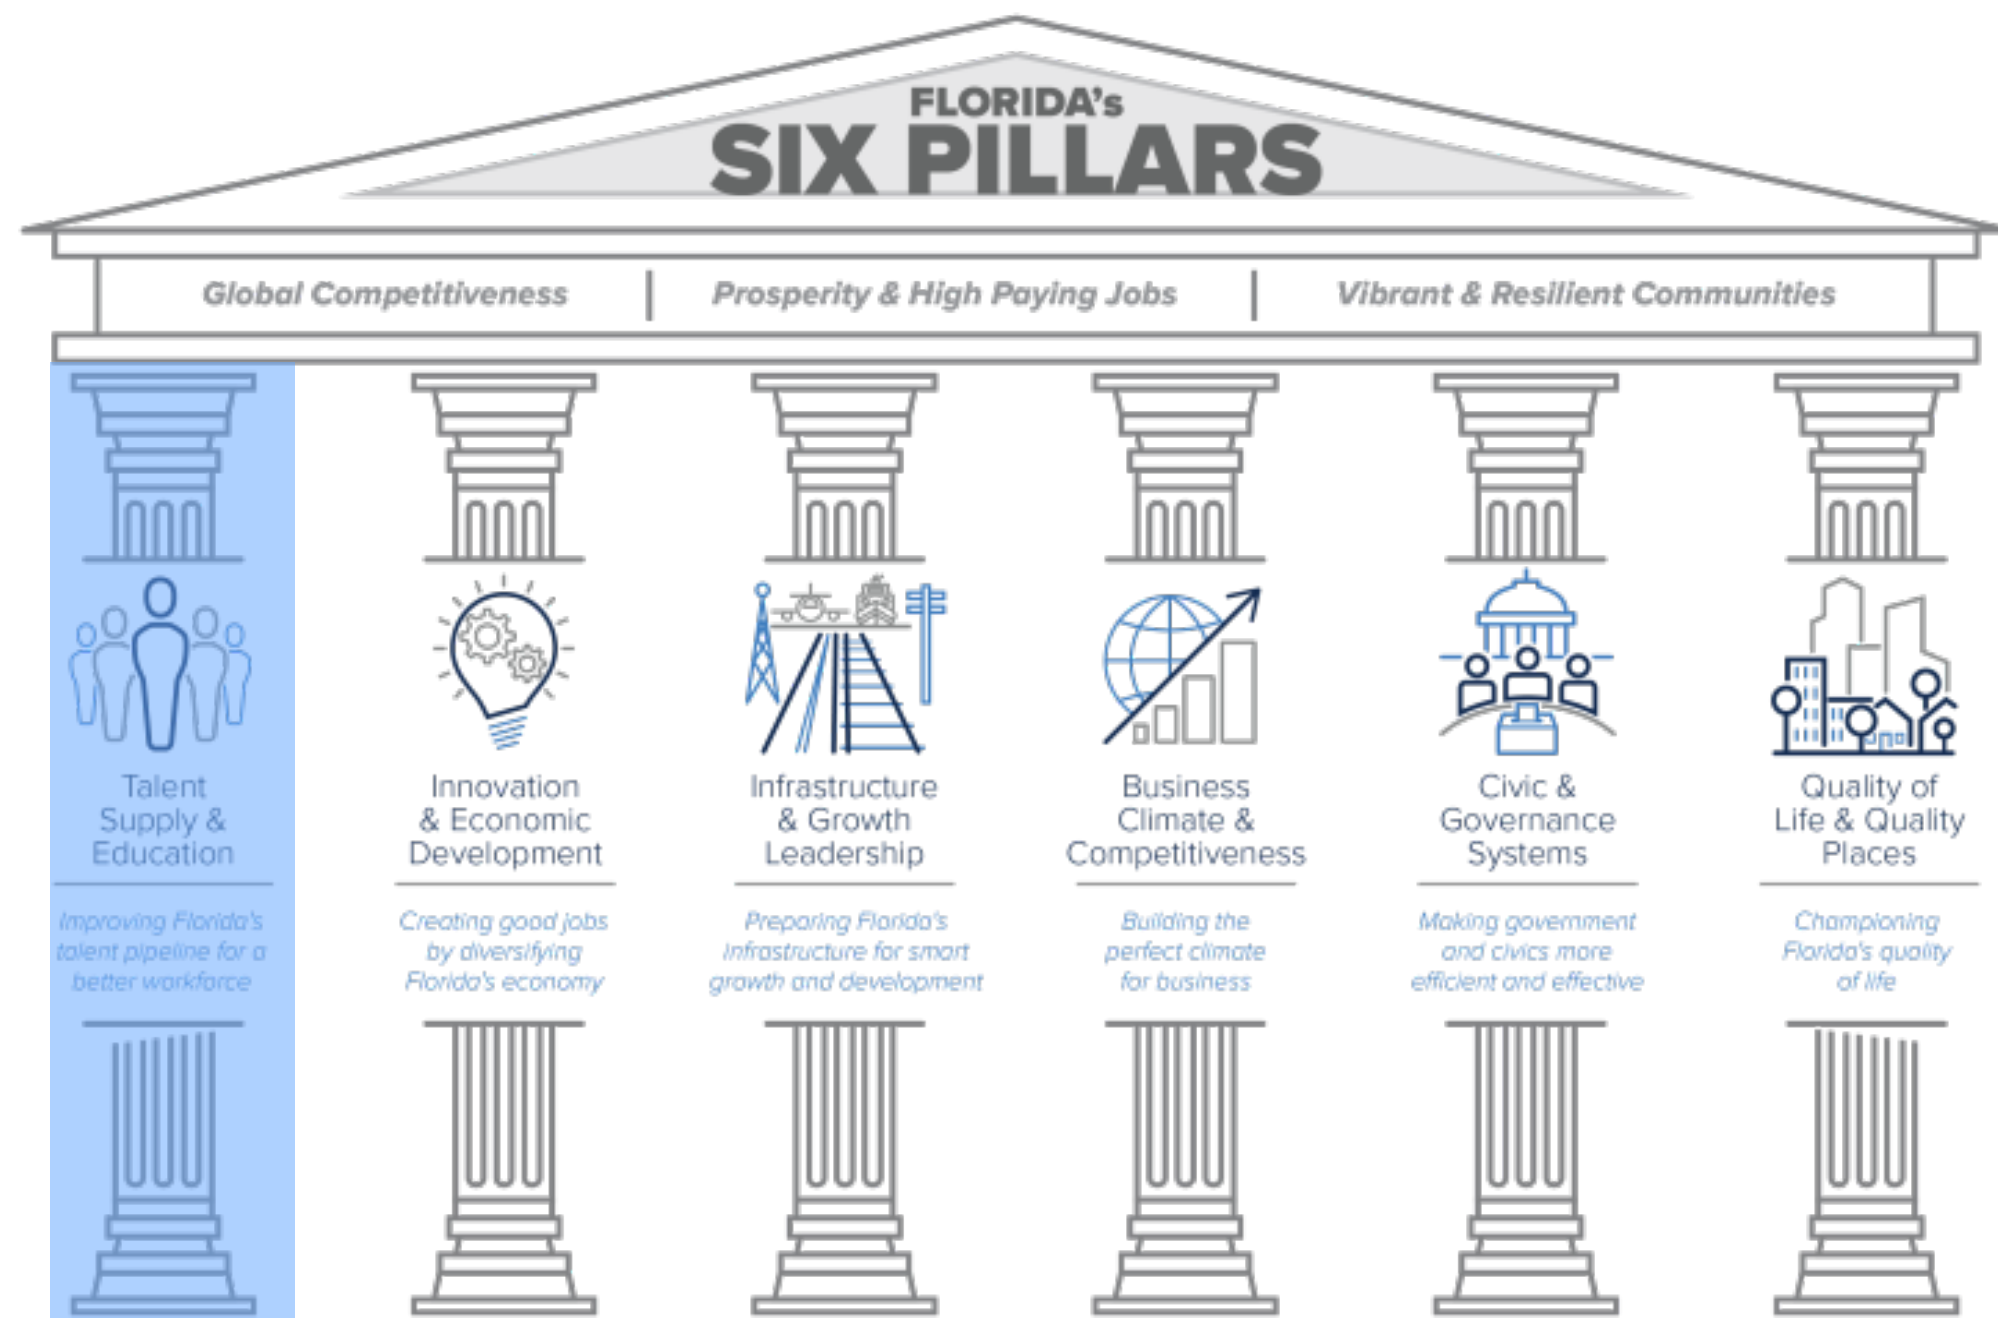 FLORIDA's
SIX PILLARS
Global Competitiveness | Prosperity & High Paying Jobs | Vibrant & Resilient Communities
Talent
Supply &
Education
Improving Florida's
talent pipeline for a
better workforce
Innovation
& Economic
Development
Creating good jobs
by diversifying
Florida's economy
Infrastructure
& Growth
Leadership
Preparing Florida's
infrastructure for smart
growth and development
Business
Climate &
Competitiveness
Building the
perfect climate
for business
Civic &
Governance
Systems
Making government
and civics more
efficient and effective
Quality of
Life & Quality
Places
Championing
Florida's quality
of life